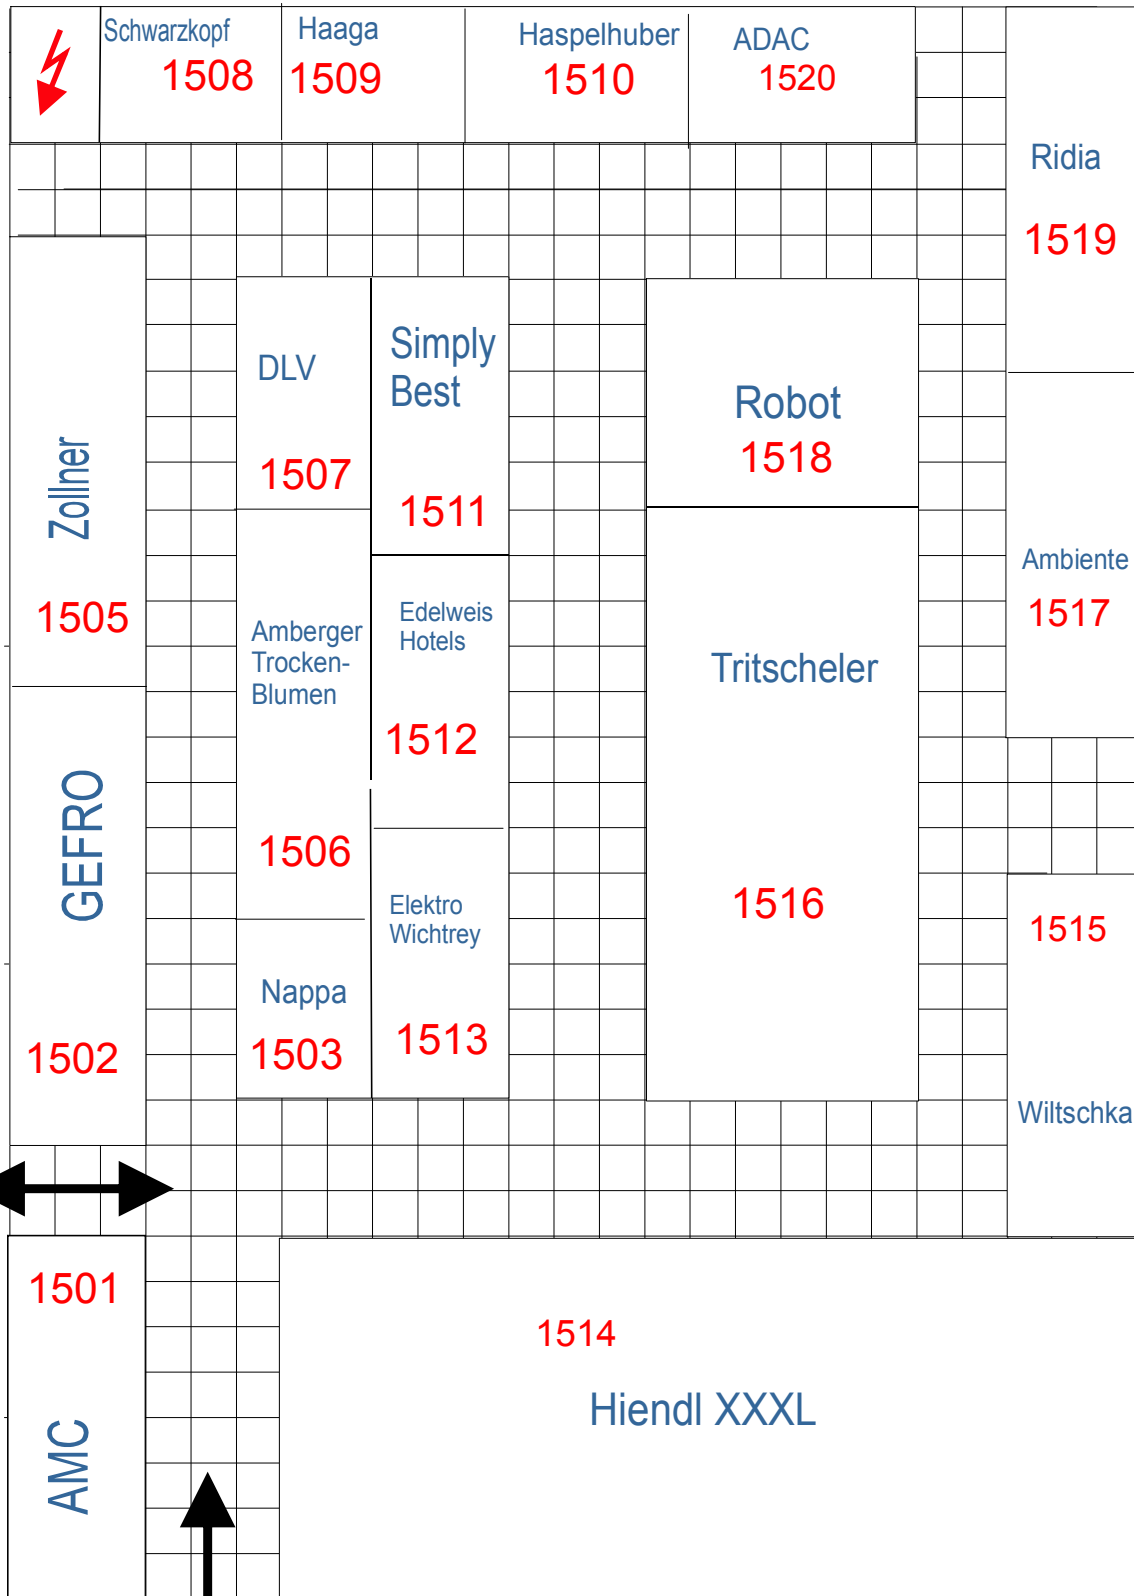 Schwarzkopf
1508
Haaga
1509
Haspelhuber
1510
ADAC
1520
Ridia
1519
Zollner
1505
DLV
1507
Simply
Best
1511
Robot
1518
Amberger
Trocken-
Blumen
1506
Edelweis
Hotels
1512
Tritscheler
1516
Ambiente
1517
GEFRO
1502
Nappa
1503
Elektro
Wichtrey
1513
1515
Wiltschka
1501
AMC
1514
Hiendl XXXL